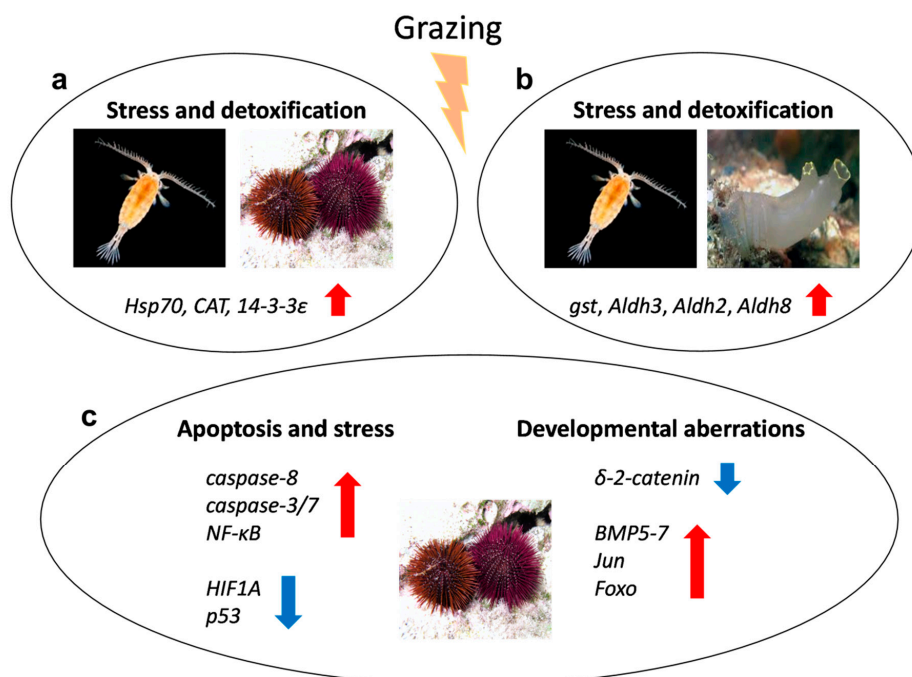 Grazing
a
Stress and detoxification
Hsp70, CAT, 14-3-3ε
b
Stress and detoxification
gst, Aldh3, Aldh2, Aldh8
c
Apoptosis and stress
caspase-8
caspase-3/7
NF-κB
HIF1A
p53
Developmental aberrations
δ-2-catenin
BMP5-7
Jun
Foxo